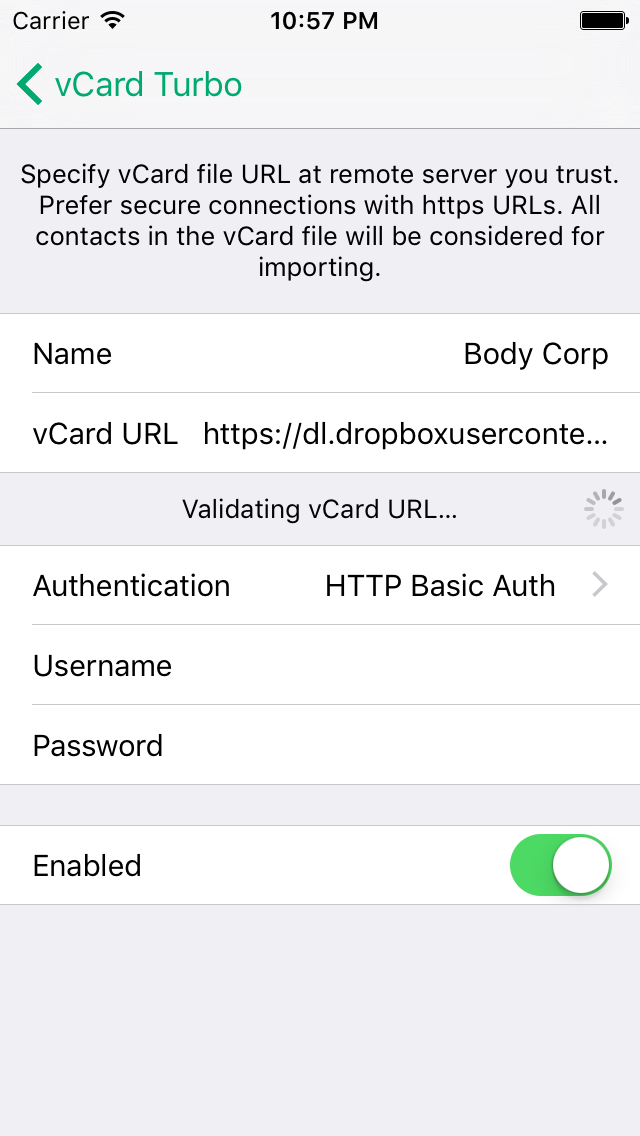 Carrier 10:57 PM
vCard Turbo
Specify vCard file URL at remote server you trust.
Prefer secure connections with https URLs. All
contacts in the vCard file will be considered for
importing.
Name Body Corp
vCard URL https://dl.dropboxuserconte...
Validating vCard URL...
Authentication HTTP Basic Auth
Username
Password
Enabled